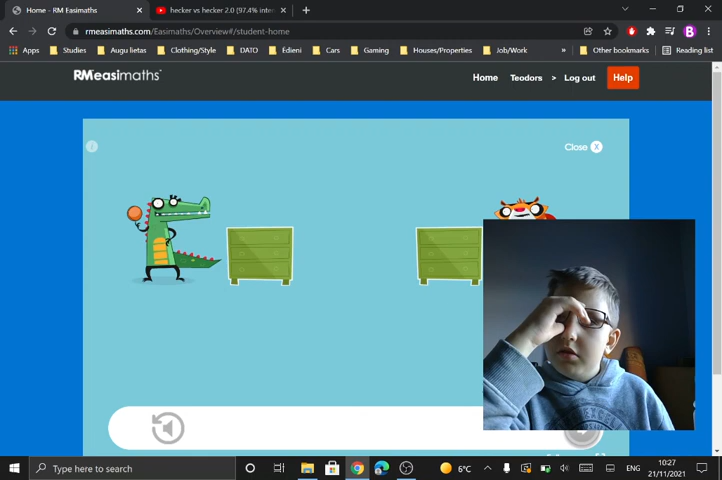 Home - RM Easimaths
hecker vs hecker 2.0 (97.4% inter
rmeasimaths.com/Easimaths/Overview#/student-home
Apps Studies Augu lietas Clothing/Style DATO Edieni Cars Gaming Houses/Properties Job/Work » Other bookmarks Reading list
RMeasimaths
Home Teodors > Log out Help
Close X
Type here to search
6°C ENG
10:27
21/11/2021